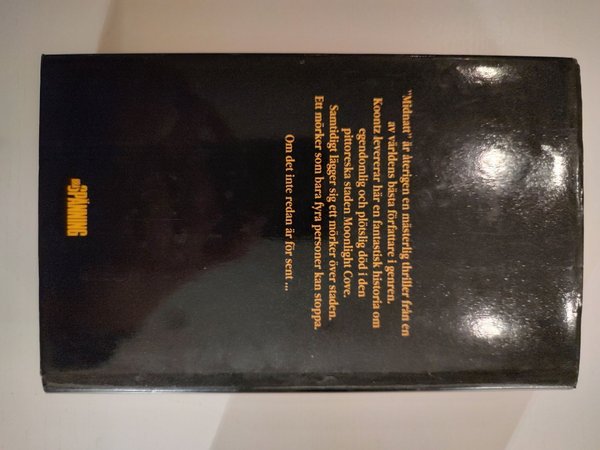 "Midnatt" är återigen en mästerlig thriller från en
av världens bästa författare i genren.
Koontz levererar här en fantastisk historia om
egendomlig och plötslig död i den
pittoreska staden Moonlight Cove.
Samtidigt lägger sig ett mörker över staden.
Ett mörker som bara fyra personer kan stoppa.
Om det inte redan är för sent ...
SPÄNNING